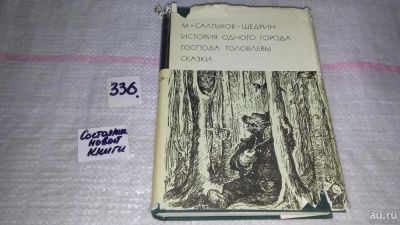 М·САЛТЫКОВ-ЩЕДРИН
ИСТОРИЯ ОДНОГО ГОРОДА
ГОСПОДА ГОЛОВЛЕВЫ
СКАЗКИ
336.
Состояние
новой
книги
au.ru